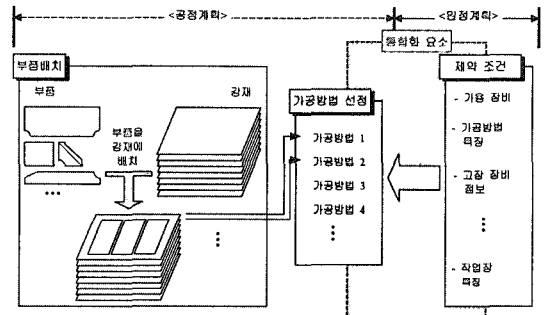 <공정계획>
<일정계획>
통합화 요소
부품배치
가공방법 선정
제약 조건
부품
강재
부품을
강재에
배치
...
...
가공방법 1
가공방법 2
가공방법 3
가공방법 4
...
- 가용 장비
- 가공방법
특징
- 고장 장비
정보
...
- 작업장
특징